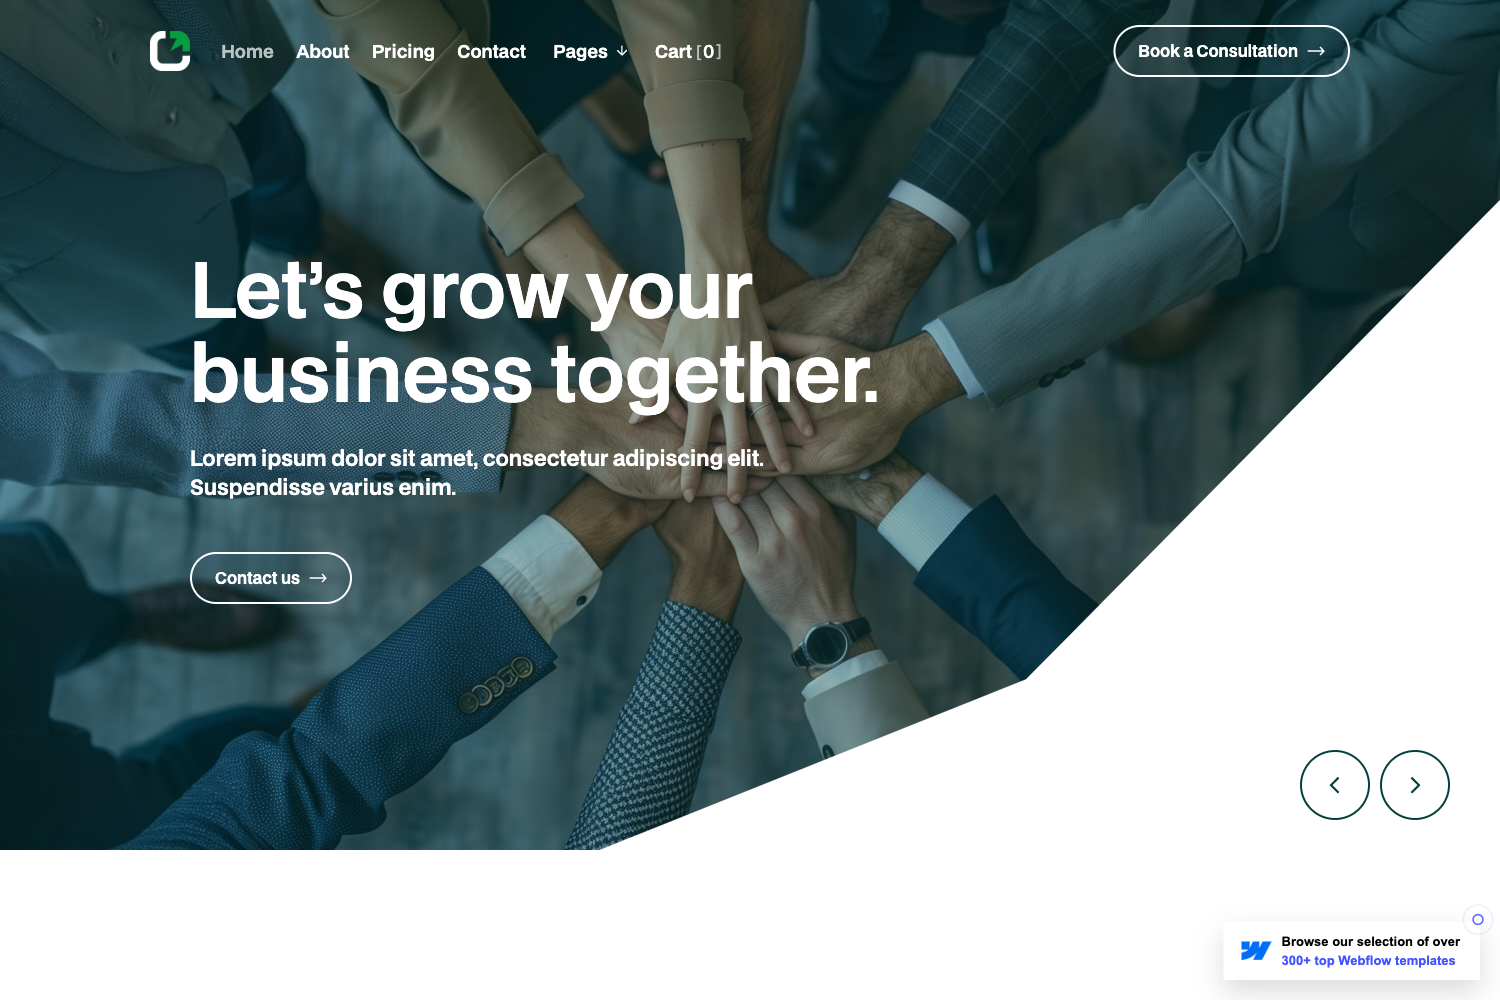 Home About Pricing Contact Pages Cart [0] Book a Consultation
Let’s grow your
business together.
Lorem ipsum dolor sit amet, consectetur adipiscing elit.
Suspendisse varius enim.
Contact us
Browse our selection of over
300+ top Webflow templates